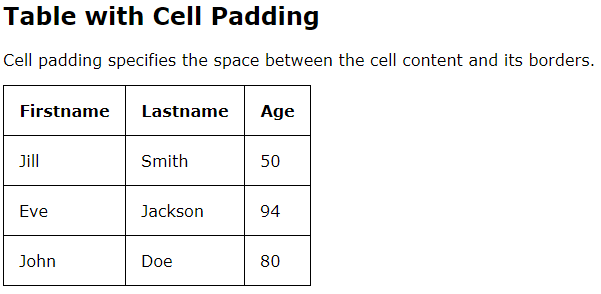 Table with Cell Padding
Cell padding specifies the space between the cell content and its borders.
Firstname Lastname Age
Jill Smith 50
Eve Jackson 94
John Doe 80